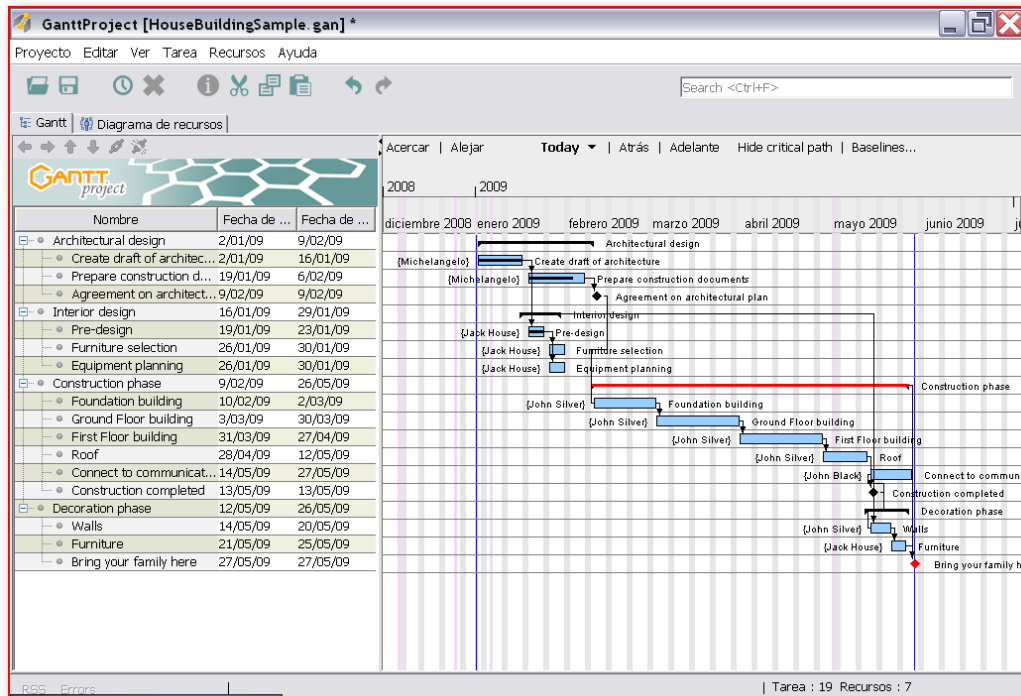 GanttProject [HouseBuildingSample.gan] *
Proyecto Editar Ver Tarea Recursos Ayuda
Search <Ctrl+F>
Gantt Diagrama de recursos
Acercar | Alejar Today | Atrás | Adelante Hide critical path | Baselines...
GANTT project
2008 2009
Nombre Fecha de ... Fecha de ...
diciembre 2008 enero 2009 febrero 2009 marzo 2009 abril 2009 mayo 2009 junio 2009
Architectural design 2/01/09 9/02/09 Architectural design
Create draft of architec... 2/01/09 16/01/09 {Michelangelo} Create draft of architecture
Prepare construction d... 19/01/09 6/02/09 {Michelangelo} Prepare construction documents
Agreement on architect... 9/02/09 9/02/09 Agreement on architectural plan
Interior design 16/01/09 29/01/09 Interior design
Pre-design 19/01/09 23/01/09 {Jack House} Pre-design
Furniture selection 26/01/09 30/01/09 {Jack House} Furniture selection
Equipment planning 26/01/09 30/01/09 {Jack House} Equipment planning
Construction phase 9/02/09 26/05/09 Construction phase
Foundation building 10/02/09 2/03/09 {John Silver} Foundation building
Ground Floor building 3/03/09 30/03/09 {John Silver} Ground Floor building
First Floor building 31/03/09 27/04/09 {John Silver} First Floor building
Roof 28/04/09 12/05/09 {John Silver} Roof
Connect to communicat... 14/05/09 27/05/09 {John Black} Connect to commun
Construction completed 13/05/09 13/05/09 Construction completed
Decoration phase 12/05/09 26/05/09 Decoration phase
Walls 14/05/09 20/05/09 {John Silver} Walls
Furniture 21/05/09 25/05/09 {Jack House} Furniture
Bring your family here 27/05/09 27/05/09 Bring your family h
RSS Errors | Tarea : 19 Recursos : 7